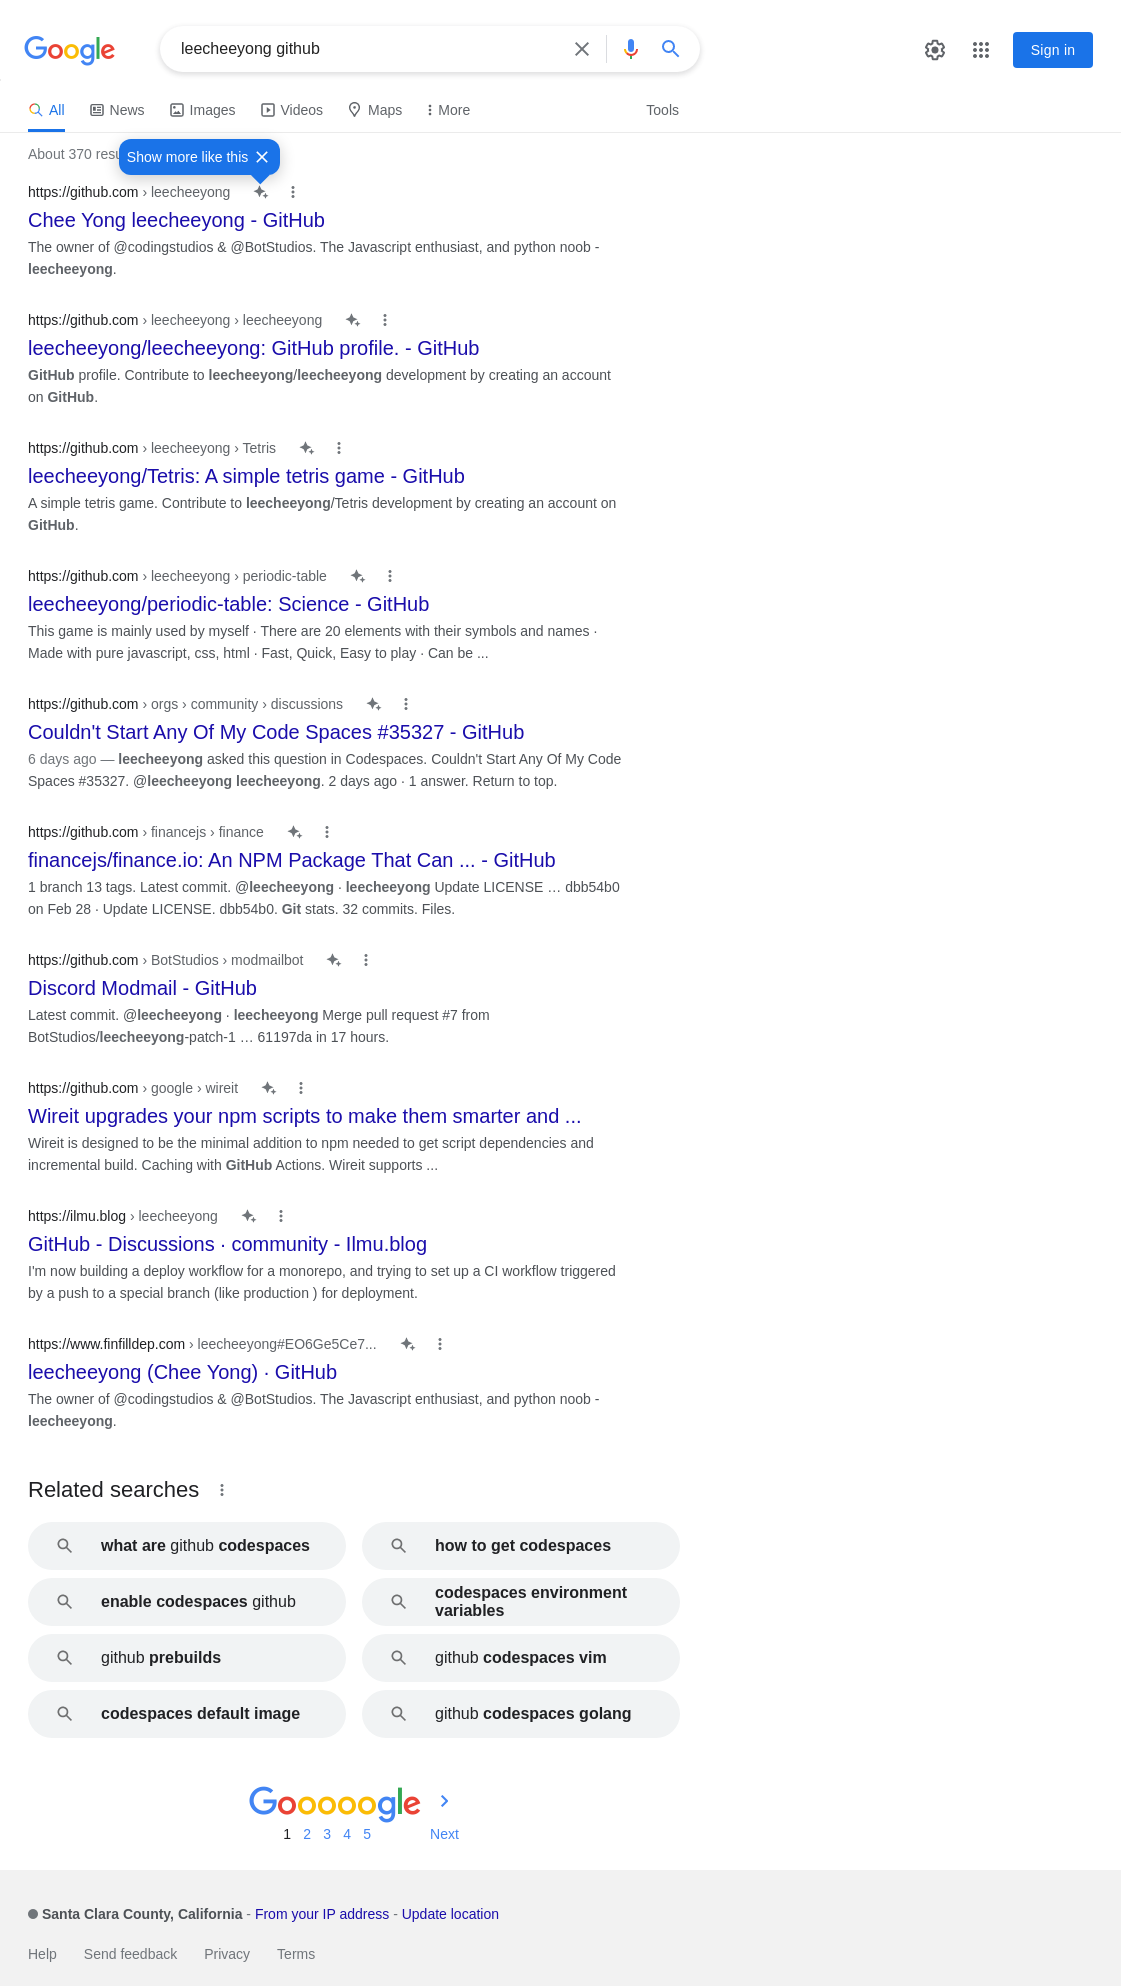 Google
leecheeyong github
Sign in
All
News
Images
Videos
Maps
More
Tools
About 370 resu
Show more like this
https://github.com › leecheeyong
Chee Yong leecheeyong - GitHub
The owner of @codingstudios & @BotStudios. The Javascript enthusiast, and python noob -
leecheeyong.
https://github.com › leecheeyong › leecheeyong
leecheeyong/leecheeyong: GitHub profile. - GitHub
GitHub profile. Contribute to leecheeyong/leecheeyong development by creating an account
on GitHub.
https://github.com › leecheeyong › Tetris
leecheeyong/Tetris: A simple tetris game - GitHub
A simple tetris game. Contribute to leecheeyong/Tetris development by creating an account on
GitHub.
https://github.com › leecheeyong › periodic-table
leecheeyong/periodic-table: Science - GitHub
This game is mainly used by myself · There are 20 elements with their symbols and names ·
Made with pure javascript, css, html · Fast, Quick, Easy to play · Can be ...
https://github.com › orgs › community › discussions
Couldn't Start Any Of My Code Spaces #35327 - GitHub
6 days ago — leecheeyong asked this question in Codespaces. Couldn't Start Any Of My Code
Spaces #35327. @leecheeyong leecheeyong. 2 days ago · 1 answer. Return to top.
https://github.com › financejs › finance
financejs/finance.io: An NPM Package That Can ... - GitHub
1 branch 13 tags. Latest commit. @leecheeyong · leecheeyong Update LICENSE … dbb54b0
on Feb 28 · Update LICENSE. dbb54b0. Git stats. 32 commits. Files.
https://github.com › BotStudios › modmailbot
Discord Modmail - GitHub
Latest commit. @leecheeyong · leecheeyong Merge pull request #7 from
BotStudios/leecheeyong-patch-1 … 61197da in 17 hours.
https://github.com › google › wireit
Wireit upgrades your npm scripts to make them smarter and ...
Wireit is designed to be the minimal addition to npm needed to get script dependencies and
incremental build. Caching with GitHub Actions. Wireit supports ...
https://ilmu.blog › leecheeyong
GitHub - Discussions · community - Ilmu.blog
I'm now building a deploy workflow for a monorepo, and trying to set up a CI workflow triggered
by a push to a special branch (like production ) for deployment.
https://www.finfilldep.com › leecheeyong#EO6Ge5Ce7...
leecheeyong (Chee Yong) · GitHub
The owner of @codingstudios & @BotStudios. The Javascript enthusiast, and python noob -
leecheeyong.
Related searches
what are github codespaces
how to get codespaces
enable codespaces github
codespaces environment
variables
github prebuilds
github codespaces vim
codespaces default image
github codespaces golang
Gooooogle
1 2 3 4 5 Next
Santa Clara County, California - From your IP address - Update location
Help Send feedback Privacy Terms